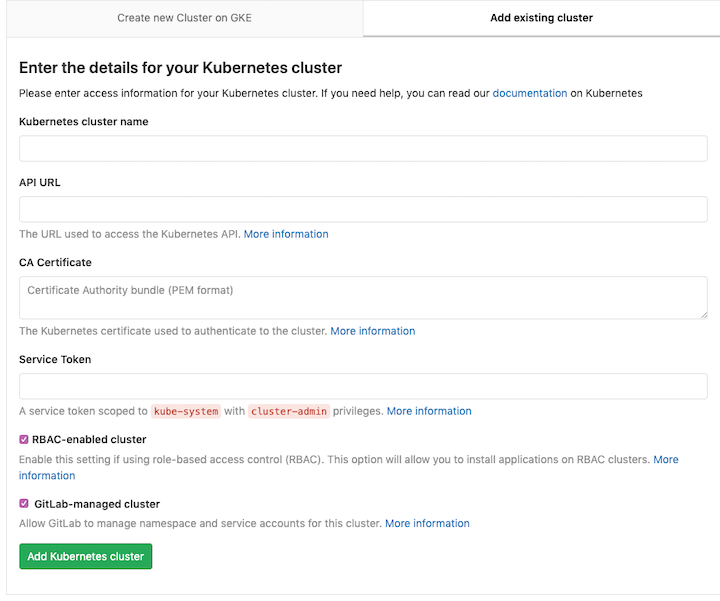 Create new Cluster on GKE
Add existing cluster
Enter the details for your Kubernetes cluster
Please enter access information for your Kubernetes cluster. If you need help, you can read our documentation on Kubernetes
Kubernetes cluster name
API URL
The URL used to access the Kubernetes API. More information
CA Certificate
Certificate Authority bundle (PEM format)
The Kubernetes certificate used to authenticate to the cluster. More information
Service Token
A service token scoped to kube-system with cluster-admin privileges. More information
RBAC-enabled cluster
Enable this setting if using role-based access control (RBAC). This option will allow you to install applications on RBAC clusters. More
information
GitLab-managed cluster
Allow GitLab to manage namespace and service accounts for this cluster. More information
Add Kubernetes cluster